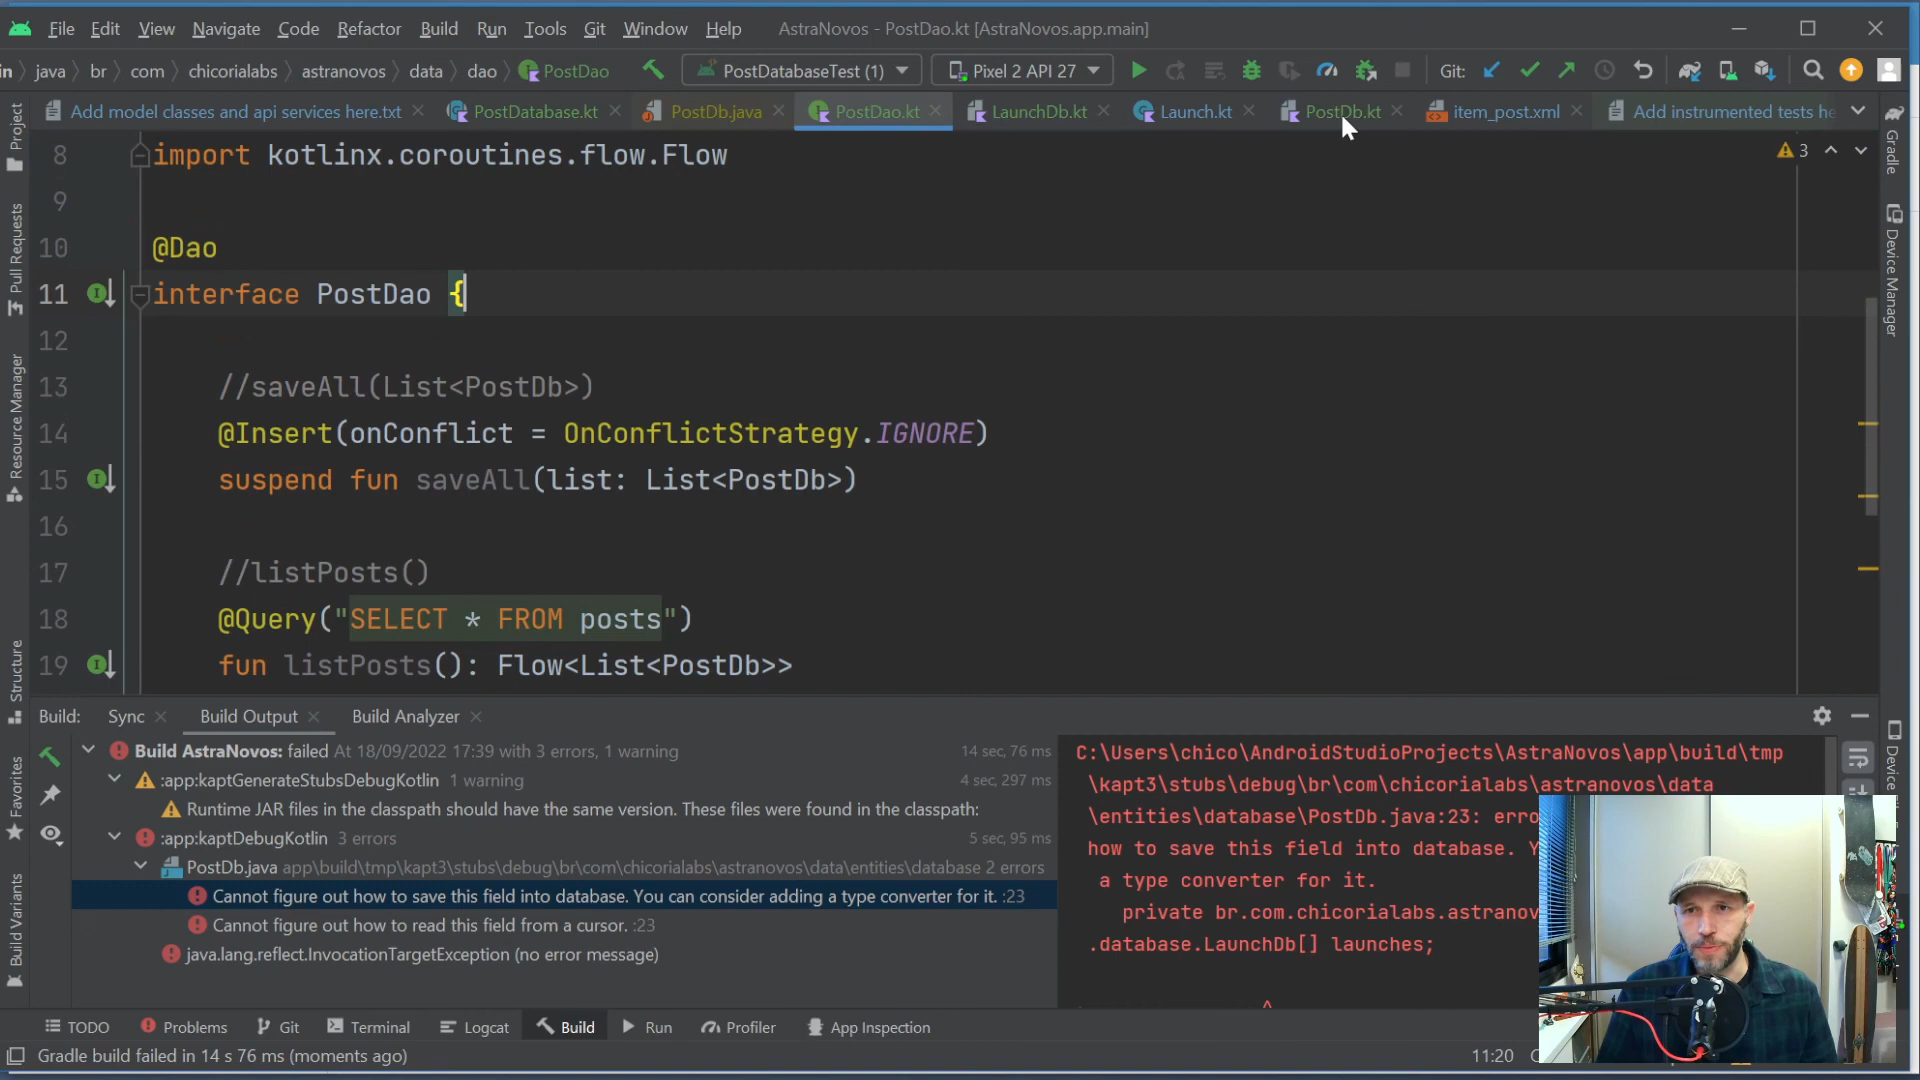 File Edit View Navigate Code Refactor Build Run Tools Git Window Help AstraNovos - PostDao.kt [AstraNovos.app.main]
in java br com chicorialabs astranovos data dao PostDao PostDatabaseTest (1) Pixel 2 API 27 Git:
Add model classes and api services here.txt PostDatabase.kt PostDb.java PostDao.kt LaunchDb.kt Launch.kt PostDb.kt item_post.xml Add instrumented tests he
8 import kotlinx.coroutines.flow.Flow
3
9
10 @Dao
11 interface PostDao {
12
13 //saveAll(List<PostDb>)
14 @Insert(onConflict = OnConflictStrategy.IGNORE)
15 suspend fun saveAll(list: List<PostDb>)
16
17 //listPosts()
18 @Query("SELECT * FROM posts")
19 fun listPosts(): Flow<List<PostDb>>
Project
Pull Requests
Resource Manager
Structure
Favorites
Build Variants
Gradle
Device Manager
Device
Build: Sync Build Output Build Analyzer
Build AstraNovos: failed At 18/09/2022 17:39 with 3 errors, 1 warning 14 sec, 76 ms
:app:kaptGenerateStubsDebugKotlin 1 warning 4 sec, 297 ms
Runtime JAR files in the classpath should have the same version. These files were found in the classpath:
:app:kaptDebugKotlin 3 errors 5 sec, 95 ms
PostDb.java app\build\tmp\kapt3\stubs\debug\br\com\chicorialabs\astranovos\data\entities\database 2 errors
Cannot figure out how to save this field into database. You can consider adding a type converter for it. :23
Cannot figure out how to read this field from a cursor. :23
java.lang.reflect.InvocationTargetException (no error message)
C:\Users\chico\AndroidStudioProjects\AstraNovos\app\build\tmp
\kapt3\stubs\debug\br\com\chicorialabs\astranovos\data
\entities\database\PostDb.java:23: erro
how to save this field into database. Y
a type converter for it.
private br.com.chicorialabs.astranov
.database.LaunchDb[] launches;
^
TODO Problems Git Terminal Logcat Build Run Profiler App Inspection
Gradle build failed in 14 s 76 ms (moments ago) 11:20